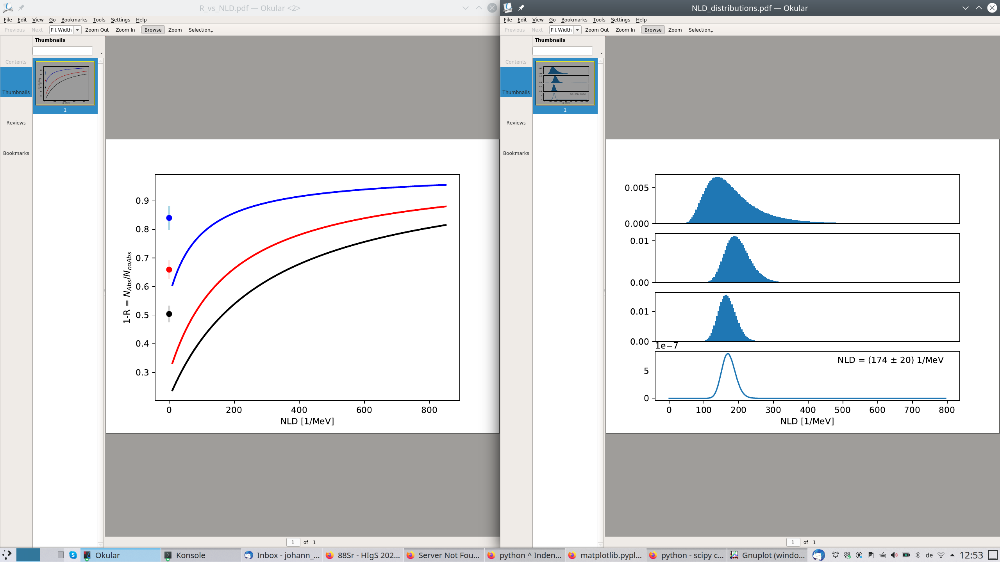 R_vs_NLD.pdf — Okular <2>
File Edit View Go Bookmarks Tools Settings Help
Previous Next Fit Width Zoom Out Zoom In Browse Zoom Selection
Thumbnails
Contents
Thumbnails
1
Reviews
Bookmarks
0.9
0.8
0.7
0.6
0.5
0.4
0.3
1-R = N_Abs/N_noAbs
0 200 400 600 800
NLD [1/MeV]
1 of 1
NLD_distributions.pdf — Okular
File Edit View Go Bookmarks Tools Settings Help
Previous Next Fit Width Zoom Out Zoom In Browse Zoom Selection
Thumbnails
Contents
Thumbnails
1
Reviews
Bookmarks
0.005
0.000
0.01
0.00
0.01
0.00
1e−7
NLD = (174 ± 20) 1/MeV
5
0
0 100 200 300 400 500 600 700 800
NLD [1/MeV]
1 of 1
Okular Konsole Inbox - johann_... 88Sr - HIgS 202... Server Not Fou... python ^ Inden... matplotlib.pypl... python - scipy c... Gnuplot (windo... de 12:53